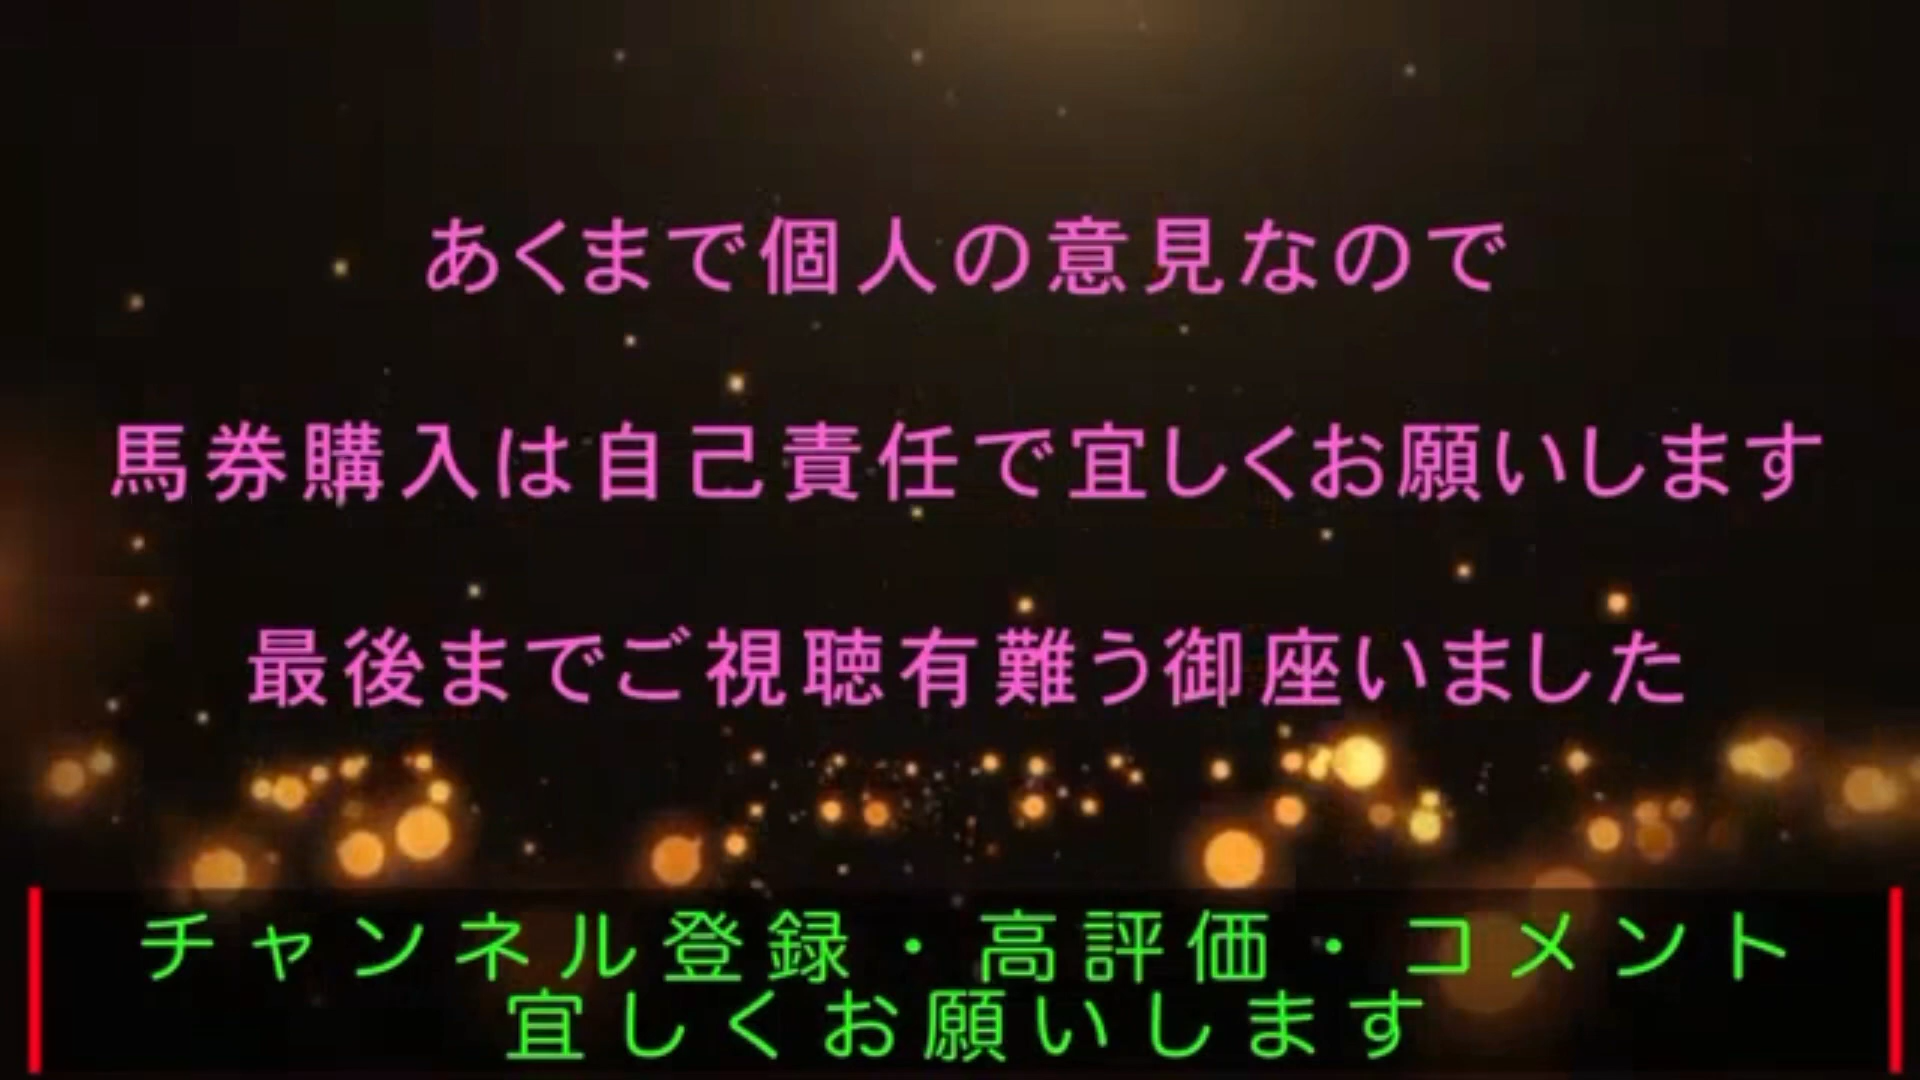 あくまで個人の意見なので
馬券購入は自己責任で宜しくお願いします
最後までご視聴有難う御座いました
チャンネル登録・高評価・コメント
宜しくお願いします